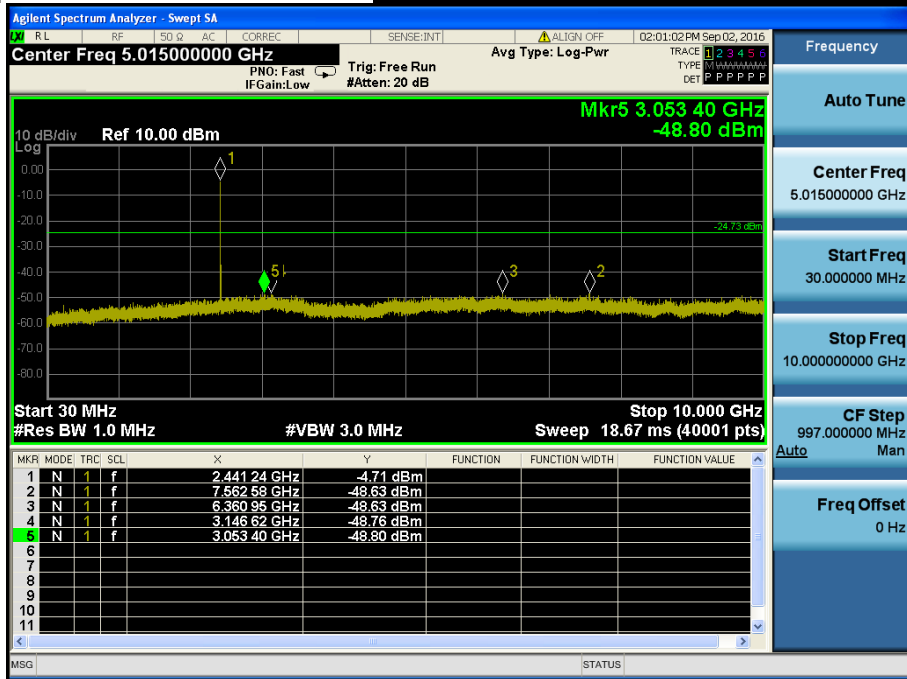 Agilent Spectrum Analyzer - Swept SA
LXI RL RF 50 Ω AC CORREC SENSE:INT ALIGN OFF 02:01:02 PM Sep 02, 2016
Center Freq 5.015000000 GHz
PNO: Fast
IFGain:Low
Trig: Free Run
#Atten: 20 dB
Avg Type: Log-Pwr
TRACE 1 2 3 4 5 6
TYPE M WWWWW
DET P P P P P P
Mkr5 3.053 40 GHz
-48.80 dBm
10 dB/div Ref 10.00 dBm
Log
0.00
-10.0
-20.0
-30.0
-40.0
-50.0
-60.0
-70.0
-80.0
1
-24.73 dBm
5
3
2
Start 30 MHz Stop 10.000 GHz
#Res BW 1.0 MHz #VBW 3.0 MHz Sweep 18.67 ms (40001 pts)
MKR MODE TRC SCL X Y FUNCTION FUNCTION WIDTH FUNCTION VALUE
1 N 1 f 2.441 24 GHz -4.71 dBm
2 N 1 f 7.562 58 GHz -48.63 dBm
3 N 1 f 6.360 95 GHz -48.63 dBm
4 N 1 f 3.146 62 GHz -48.76 dBm
5 N 1 f 3.053 40 GHz -48.80 dBm
6
7
8
9
10
11
MSG STATUS
Frequency
Auto Tune
Center Freq
5.015000000 GHz
Start Freq
30.000000 MHz
Stop Freq
10.000000000 GHz
CF Step
997.000000 MHz
Auto Man
Freq Offset
0 Hz